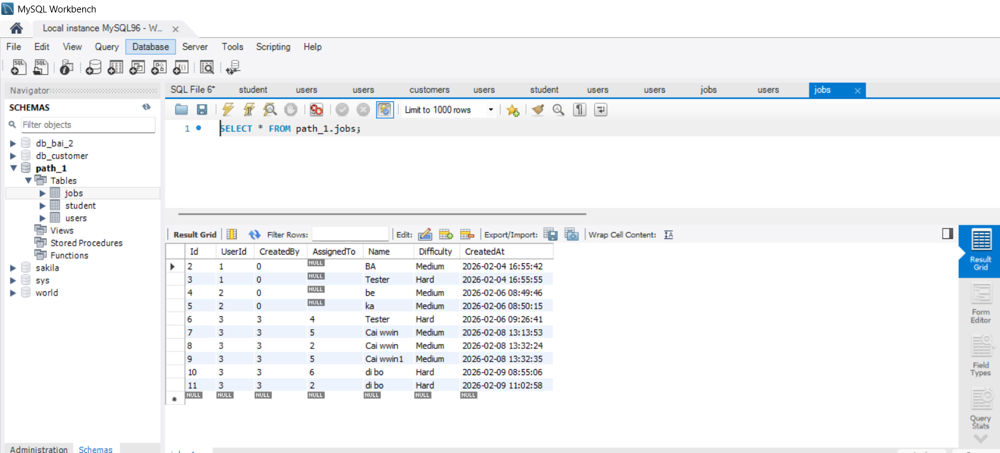 MySQL Workbench
Local instance MySQL96 - W...
File Edit View Query Database Server Tools Scripting Help
Navigator
SCHEMAS
Filter objects
db_bai_2
db_customer
path_1
Tables
jobs
student
users
Views
Stored Procedures
Functions
sakila
sys
world
Administration Schemas
SQL File 6* student users users customers users student users users jobs users jobs
Limit to 1000 rows
1 SELECT * FROM path_1.jobs;
Result Grid Filter Rows: Edit: Export/Import: Wrap Cell Content:
Id UserId CreatedBy AssignedTo Name Difficulty CreatedAt
2 1 0 NULL BA Medium 2026-02-04 16:55:42
3 1 0 NULL Tester Hard 2026-02-04 16:55:55
4 2 0 NULL be Medium 2026-02-06 08:49:46
5 2 0 NULL ka Medium 2026-02-06 08:50:15
6 3 3 4 Tester Hard 2026-02-06 09:26:41
7 3 3 5 Cai wwin Medium 2026-02-08 13:13:53
8 3 3 2 Cai wwin Medium 2026-02-08 13:32:24
9 3 3 5 Cai wwin1 Medium 2026-02-08 13:32:35
10 3 3 6 di bo Hard 2026-02-09 08:55:06
11 3 3 2 di bo Hard 2026-02-09 11:02:58
NULL NULL NULL NULL NULL NULL NULL
Result
Grid
Form
Editor
Field
Types
Query
Stats